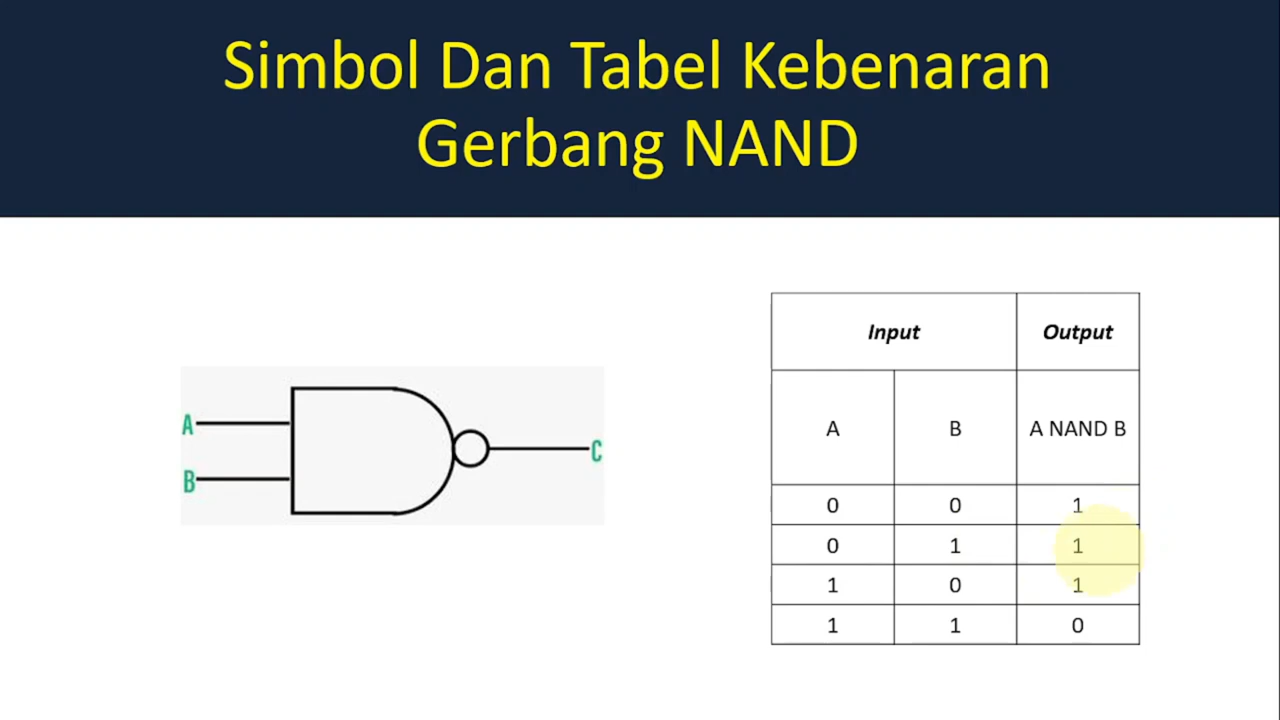 Simbol Dan Tabel Kebenaran
Gerbang NAND
A
B
C
Input Output
A B A NAND B
0 0 1
0 1 1
1 0 1
1 1 0